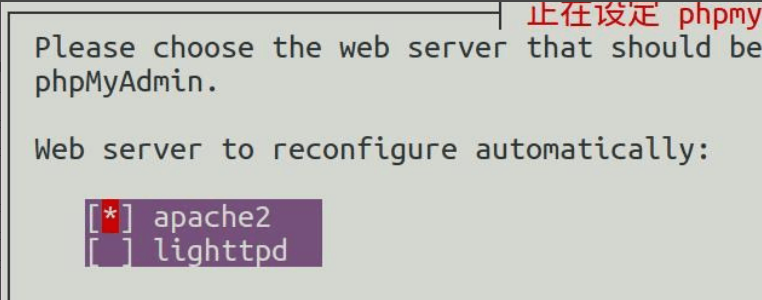 正在设定 phpmy
Please choose the web server that should be
phpMyAdmin.
Web server to reconfigure automatically:
[*] apache2
[ ] lighttpd